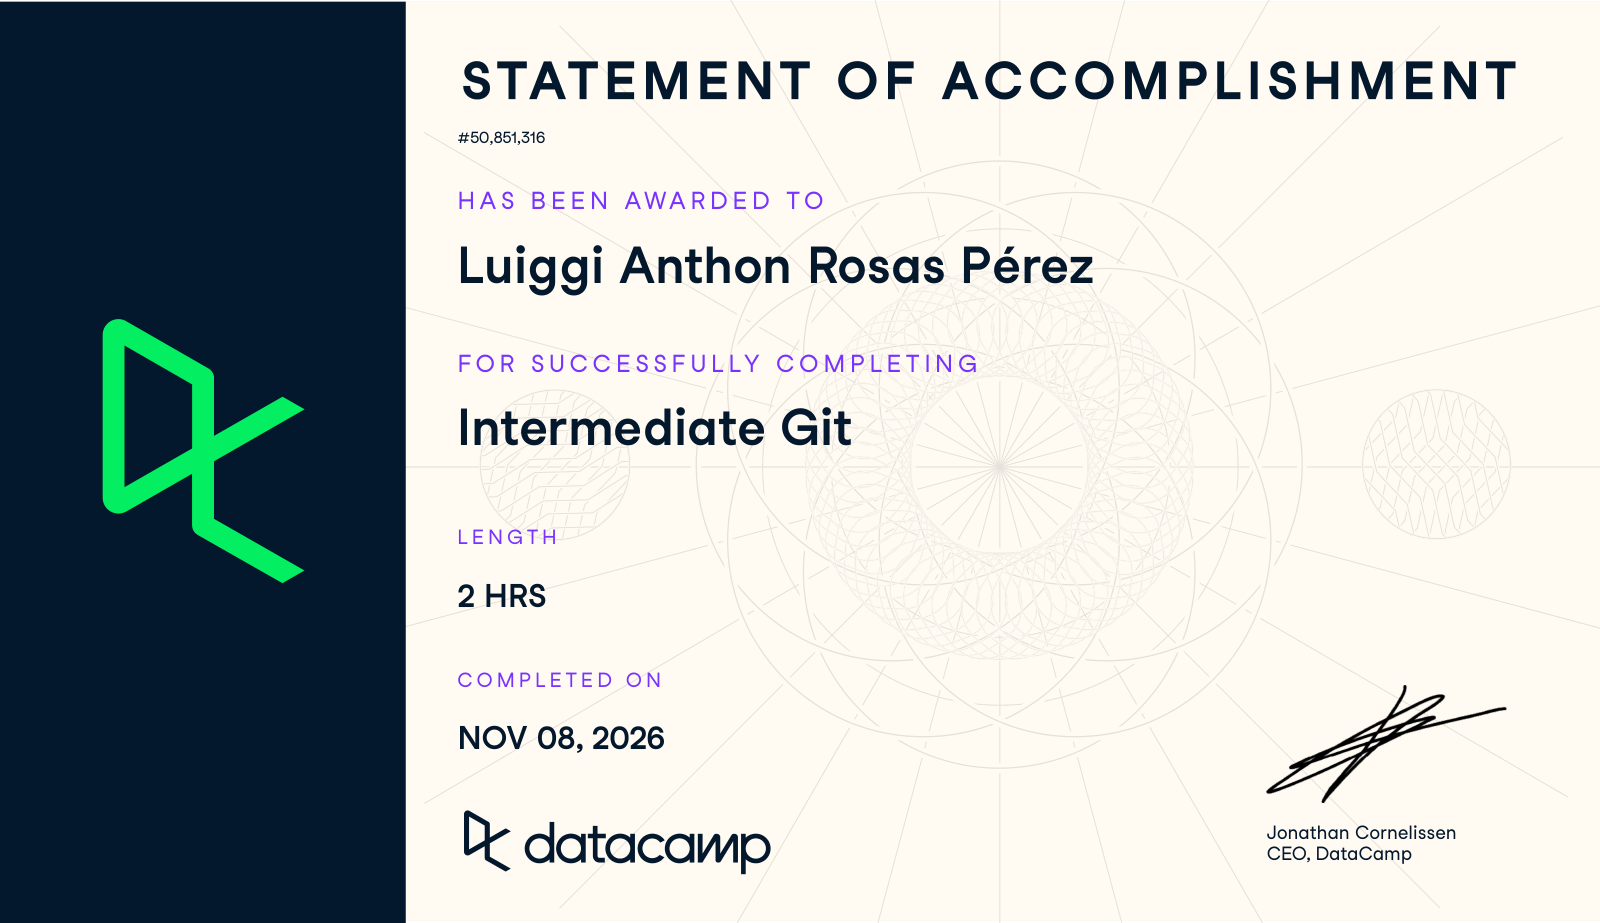 STATEMENT OF ACCOMPLISHMENT
#50,851,316
HAS BEEN AWARDED TO
Luiggi Anthon Rosas Pérez
FOR SUCCESSFULLY COMPLETING
Intermediate Git
LENGTH
2 HRS
COMPLETED ON
NOV 08, 2026
datacamp
Jonathan Cornelissen
CEO, DataCamp